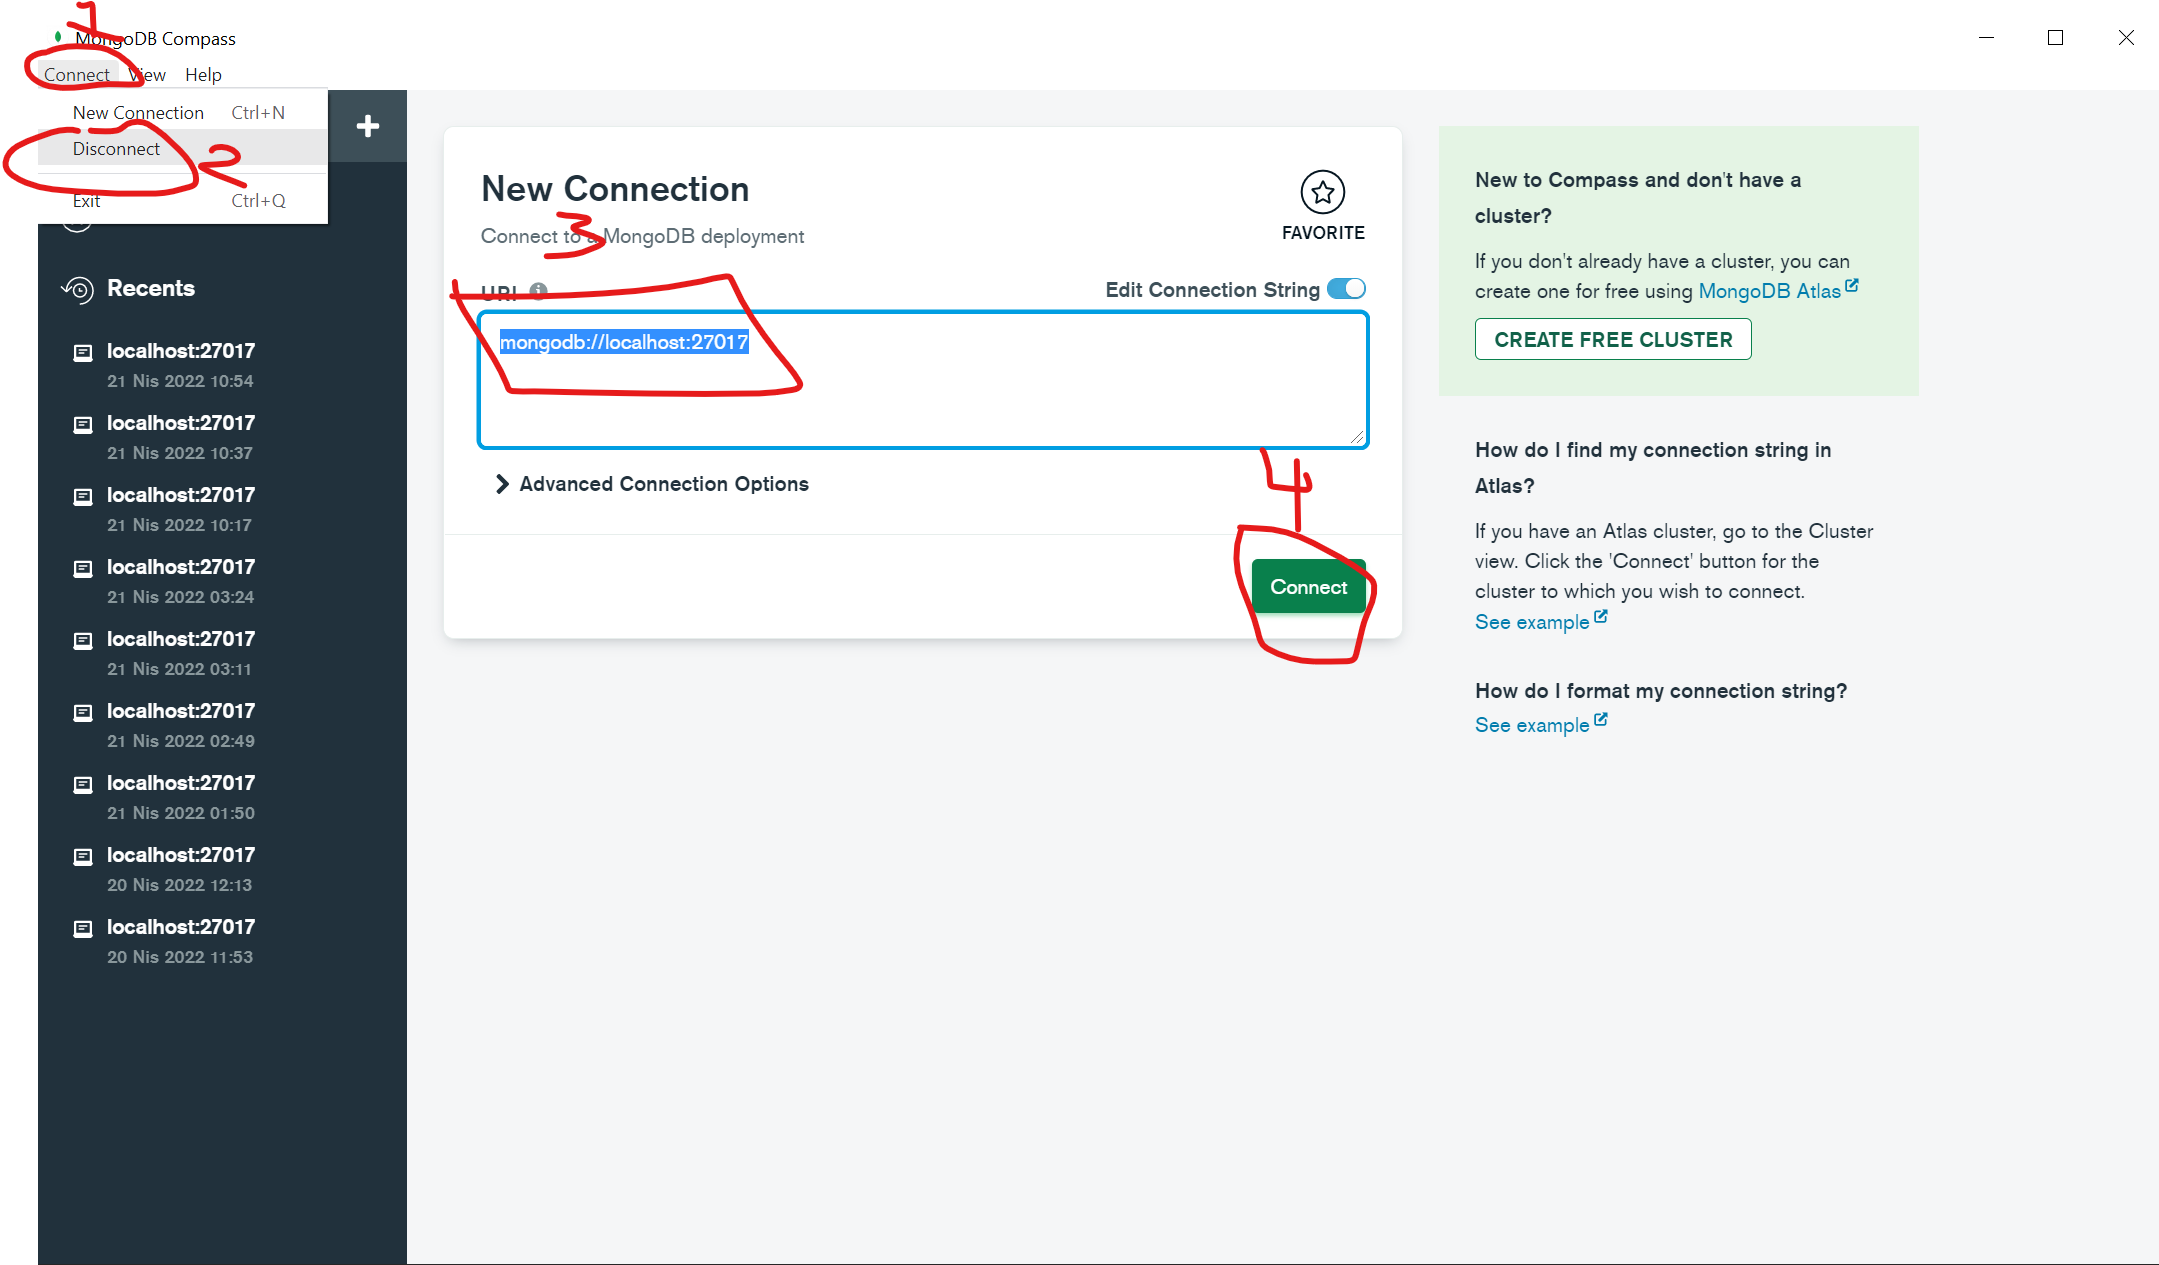 1
MongoDB Compass
Connect View Help
New Connection Ctrl+N
Disconnect
2
Exit Ctrl+Q
Recents
localhost:27017
21 Nis 2022 10:54
localhost:27017
21 Nis 2022 10:37
localhost:27017
21 Nis 2022 10:17
localhost:27017
21 Nis 2022 03:24
localhost:27017
21 Nis 2022 03:11
localhost:27017
21 Nis 2022 02:49
localhost:27017
21 Nis 2022 01:50
localhost:27017
20 Nis 2022 12:13
localhost:27017
20 Nis 2022 11:53
New Connection
FAVORITE
3
Connect to a MongoDB deployment
URI
Edit Connection String
mongodb://localhost:27017
Advanced Connection Options
4
Connect
New to Compass and don't have a
cluster?
If you don't already have a cluster, you can
create one for free using MongoDB Atlas
CREATE FREE CLUSTER
How do I find my connection string in
Atlas?
If you have an Atlas cluster, go to the Cluster
view. Click the 'Connect' button for the
cluster to which you wish to connect.
See example
How do I format my connection string?
See example